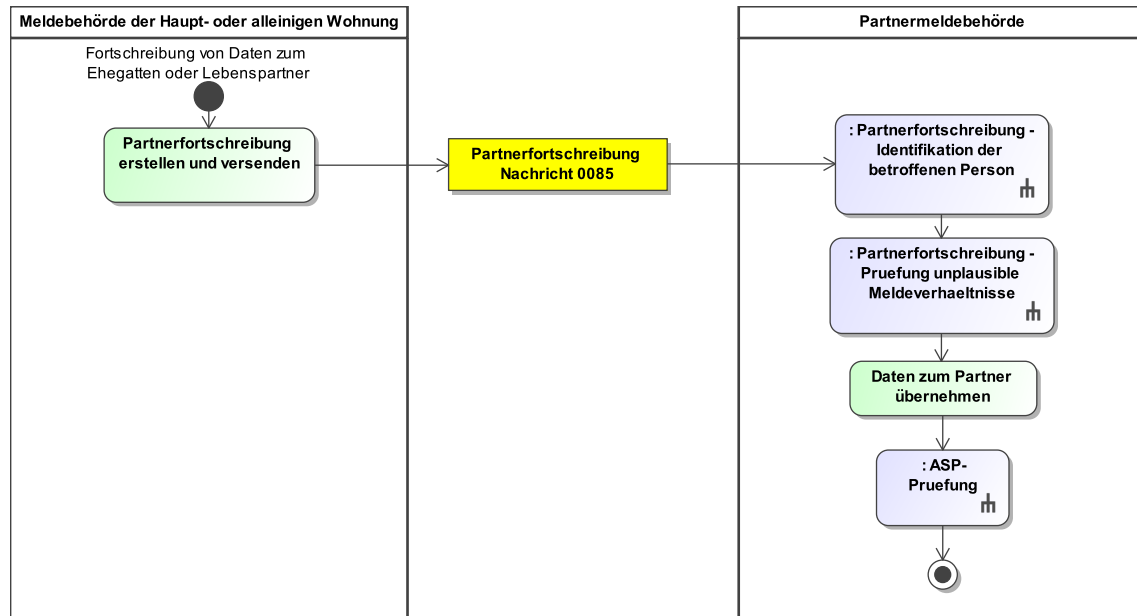 Meldebehörde der Haupt- oder alleinigen Wohnung
Partnermeldebehörde
Fortschreibung von Daten zum
Ehegatten oder Lebenspartner
Partnerfortschreibung
erstellen und versenden
Partnerfortschreibung
Nachricht 0085
: Partnerfortschreibung -
Identifikation der
betroffenen Person
: Partnerfortschreibung -
Pruefung unplausible
Meldeverhaeltnisse
Daten zum Partner
übernehmen
: ASP-
Pruefung